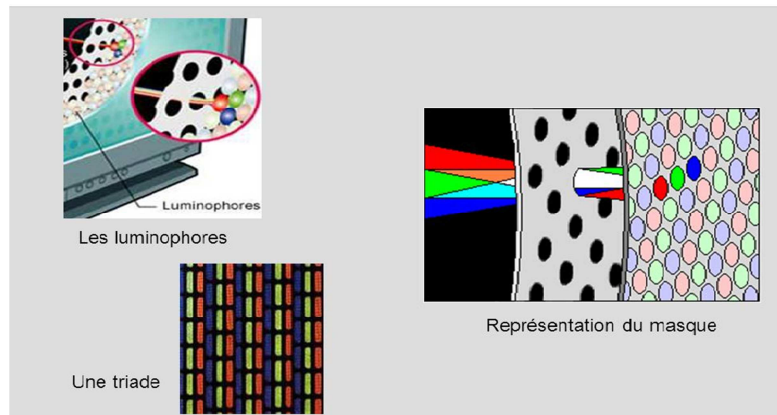 Luminophores
Les luminophores
Représentation du masque
Une triade